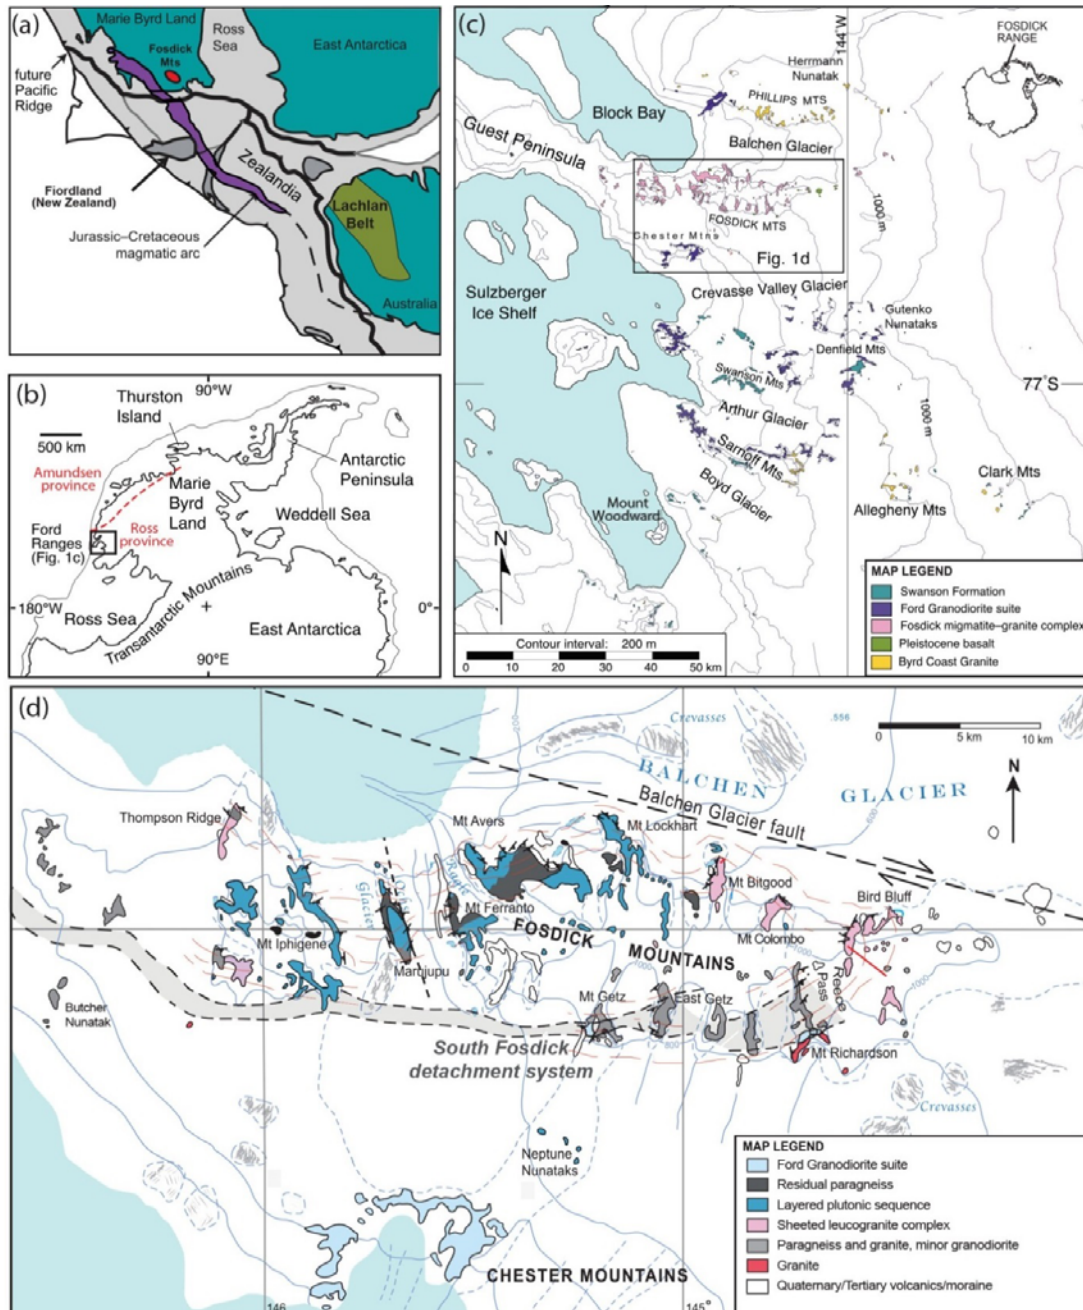 (a)
Marie Byrd Land
Ross
Sea
East Antarctica
Fosdick
Mts
future
Pacific
Ridge
Zealandia
Fiordland
(New Zealand)
Lachlan
Belt
Jurassic–Cretaceous
magmatic arc
Australia
(b)
90°W
Thurston
Island
500 km
Amundsen
province
Antarctic
Peninsula
Marie
Byrd
Land
Weddell Sea
Ford
Ranges
(Fig. 1c)
Ross
province
180°W
0°
Ross Sea
Transantarctic Mountains
East Antarctica
90°E
(c)
144°W
FOSDICK
RANGE
Herrmann
Nunatak
PHILLIPS MTS
Block Bay
Balchen Glacier
Guest Peninsula
FOSDICK MTS
Chester Mtns
Fig. 1d
1000 m
Crevasse Valley Glacier
Sulzberger
Ice Shelf
Gutenko
Nunataks
Denfield Mts
Swanson Mts
77°S
Arthur Glacier
1000 m
Sarnoff Mts
Boyd Glacier
Clark Mts
Allegheny Mts
Mount
Woodward
N
Contour interval: 200 m
0 10 20 30 40 50 km
MAP LEGEND
Swanson Formation
Ford Granodiorite suite
Fosdick migmatite–granite complex
Pleistocene basalt
Byrd Coast Granite
(d)
Crevasses
.556
0 5 km 10 km
BALCHEN GLACIER
N
Balchen Glacier fault
600
Thompson Ridge
Mt Avers
Mt Lockhart
Ochs Glacier
Mt Bitgood
Bird Bluff
Mt Ferranto
FOSDICK
MOUNTAINS
Mt Iphigene
Marujupu
Mt Colombo
1000
Reece
Pass
Butcher
Nunatak
Mt Getz
East Getz
800
South Fosdick
detachment system
Mt Richardson
Crevasses
Neptune
Nunataks
CHESTER MOUNTAINS
146
145°
MAP LEGEND
Ford Granodiorite suite
Residual paragneiss
Layered plutonic sequence
Sheeted leucogranite complex
Paragneiss and granite, minor granodiorite
Granite
Quaternary/Tertiary volcanics/moraine